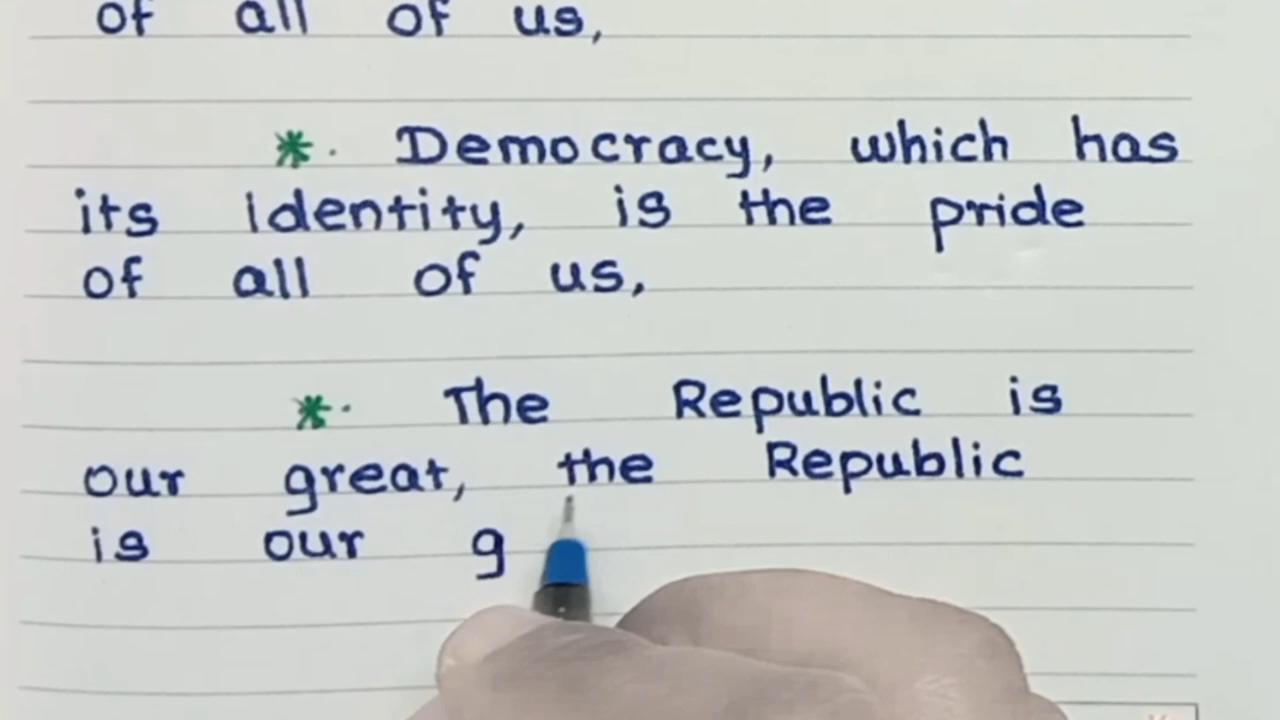 of all of us,
*. Democracy, which has
its identity, is the pride
of all of us,
*. The Republic is
our great, the Republic
is our g